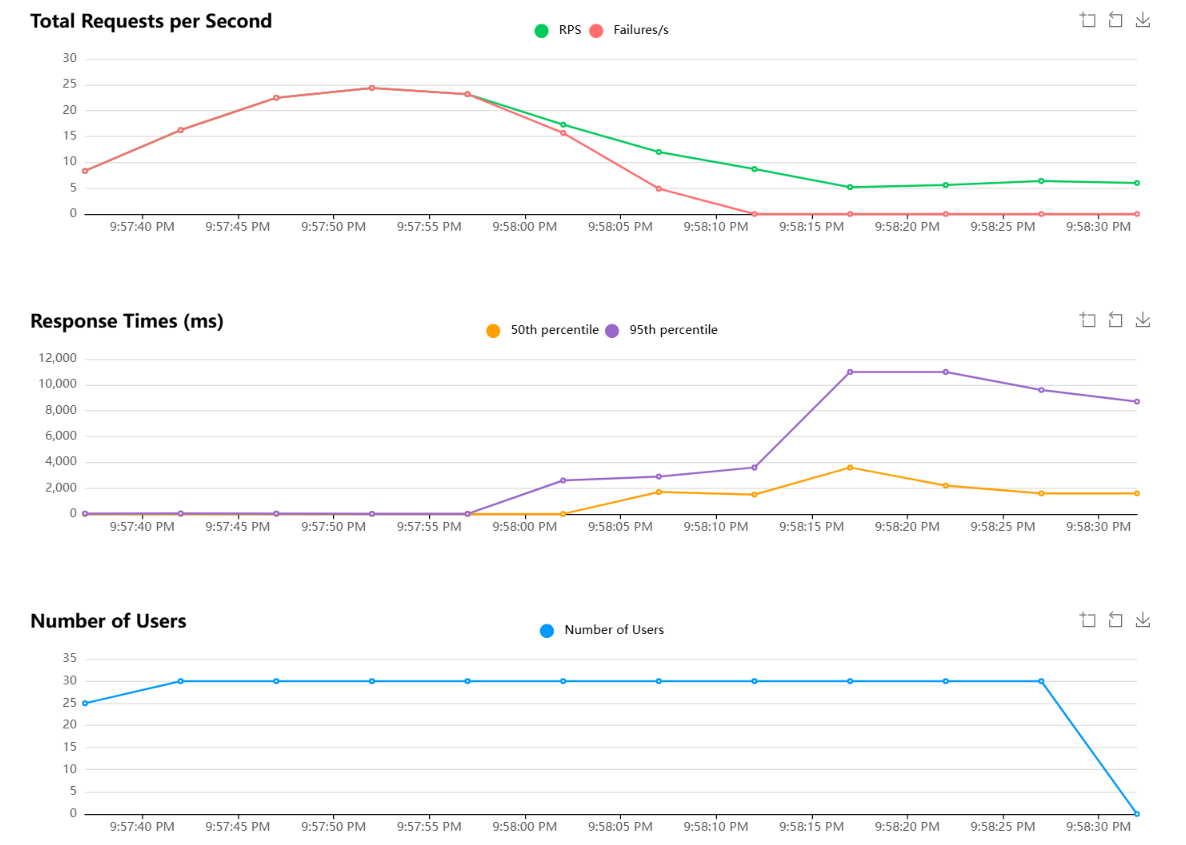 Total Requests per Second
RPS Failures/s
30
25
20
15
10
5
0
9:57:40 PM 9:57:45 PM 9:57:50 PM 9:57:55 PM 9:58:00 PM 9:58:05 PM 9:58:10 PM 9:58:15 PM 9:58:20 PM 9:58:25 PM 9:58:30 PM
Response Times (ms)
50th percentile 95th percentile
12,000
10,000
8,000
6,000
4,000
2,000
0
9:57:40 PM 9:57:45 PM 9:57:50 PM 9:57:55 PM 9:58:00 PM 9:58:05 PM 9:58:10 PM 9:58:15 PM 9:58:20 PM 9:58:25 PM 9:58:30 PM
Number of Users
Number of Users
35
30
25
20
15
10
5
0
9:57:40 PM 9:57:45 PM 9:57:50 PM 9:57:55 PM 9:58:00 PM 9:58:05 PM 9:58:10 PM 9:58:15 PM 9:58:20 PM 9:58:25 PM 9:58:30 PM